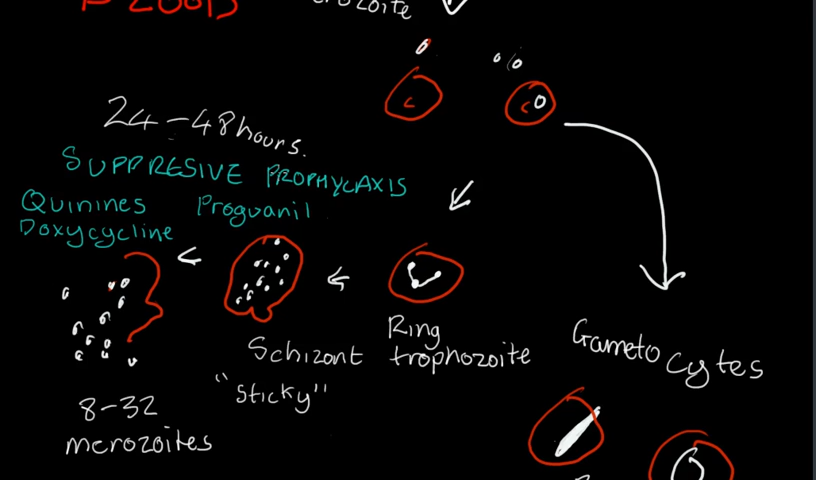 24-48hours.
SUPPRESIVE PROPHYLAXIS
Quinines Proguanil
Doxycycline
Ring
trophozoite
Schizont
"Sticky"
8-32
merozoites
Gametocytes